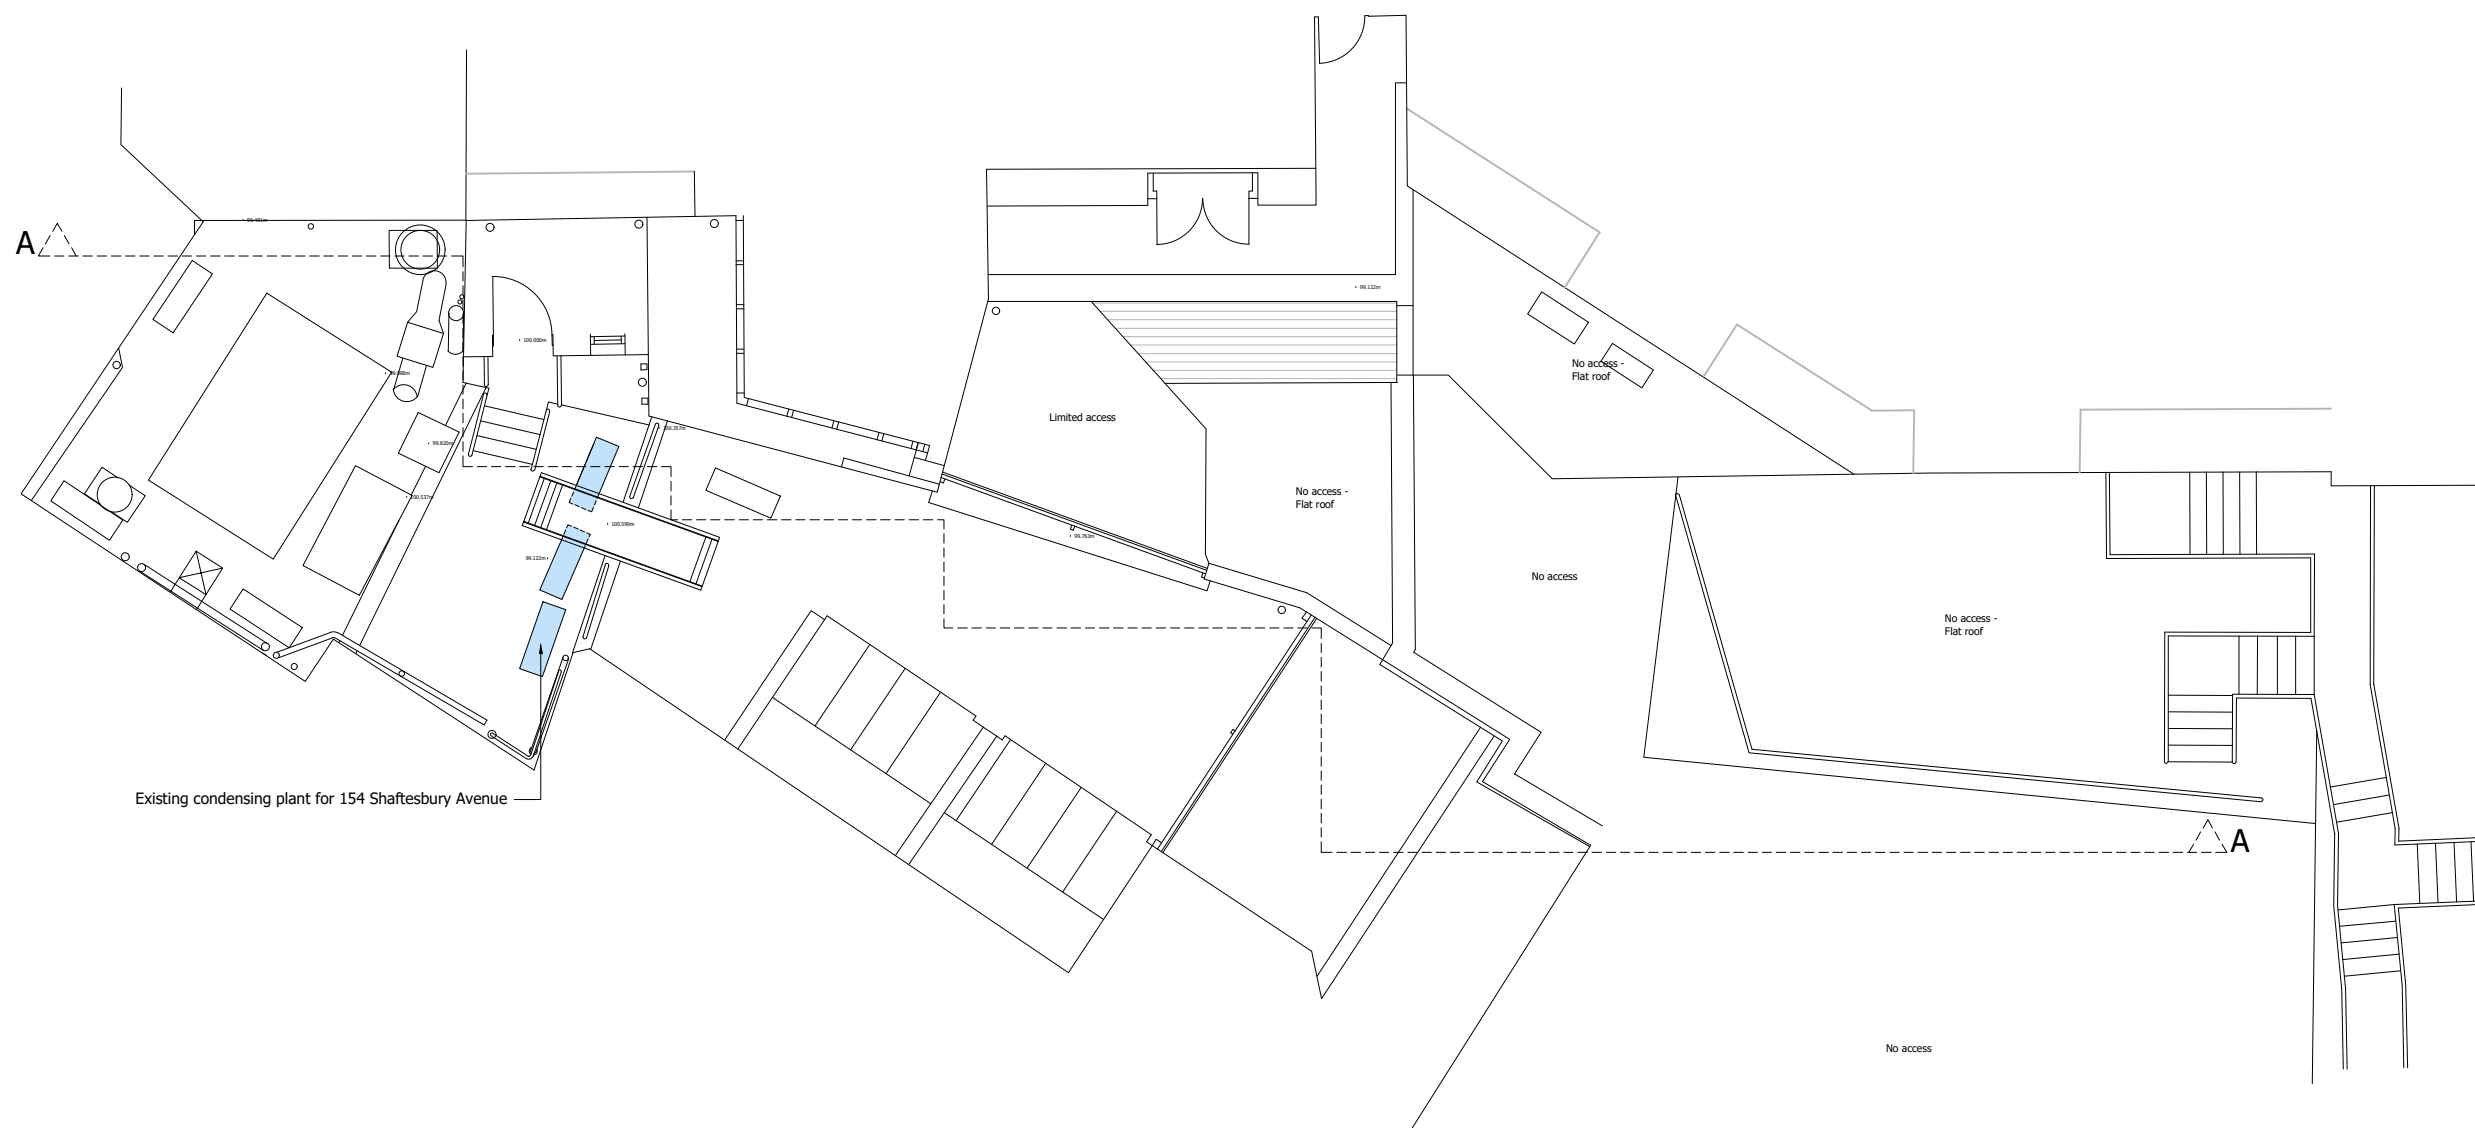 99.491m
99.122m
100.000m
No access -
Flat roof
Limited access
99.820m
100.357m
No access -
Flat roof
100.537m
100.599m
99.763m
99.122m
No access
No access -
Flat roof
Existing condensing plant for 154 Shaftesbury Avenue
No access
A
A